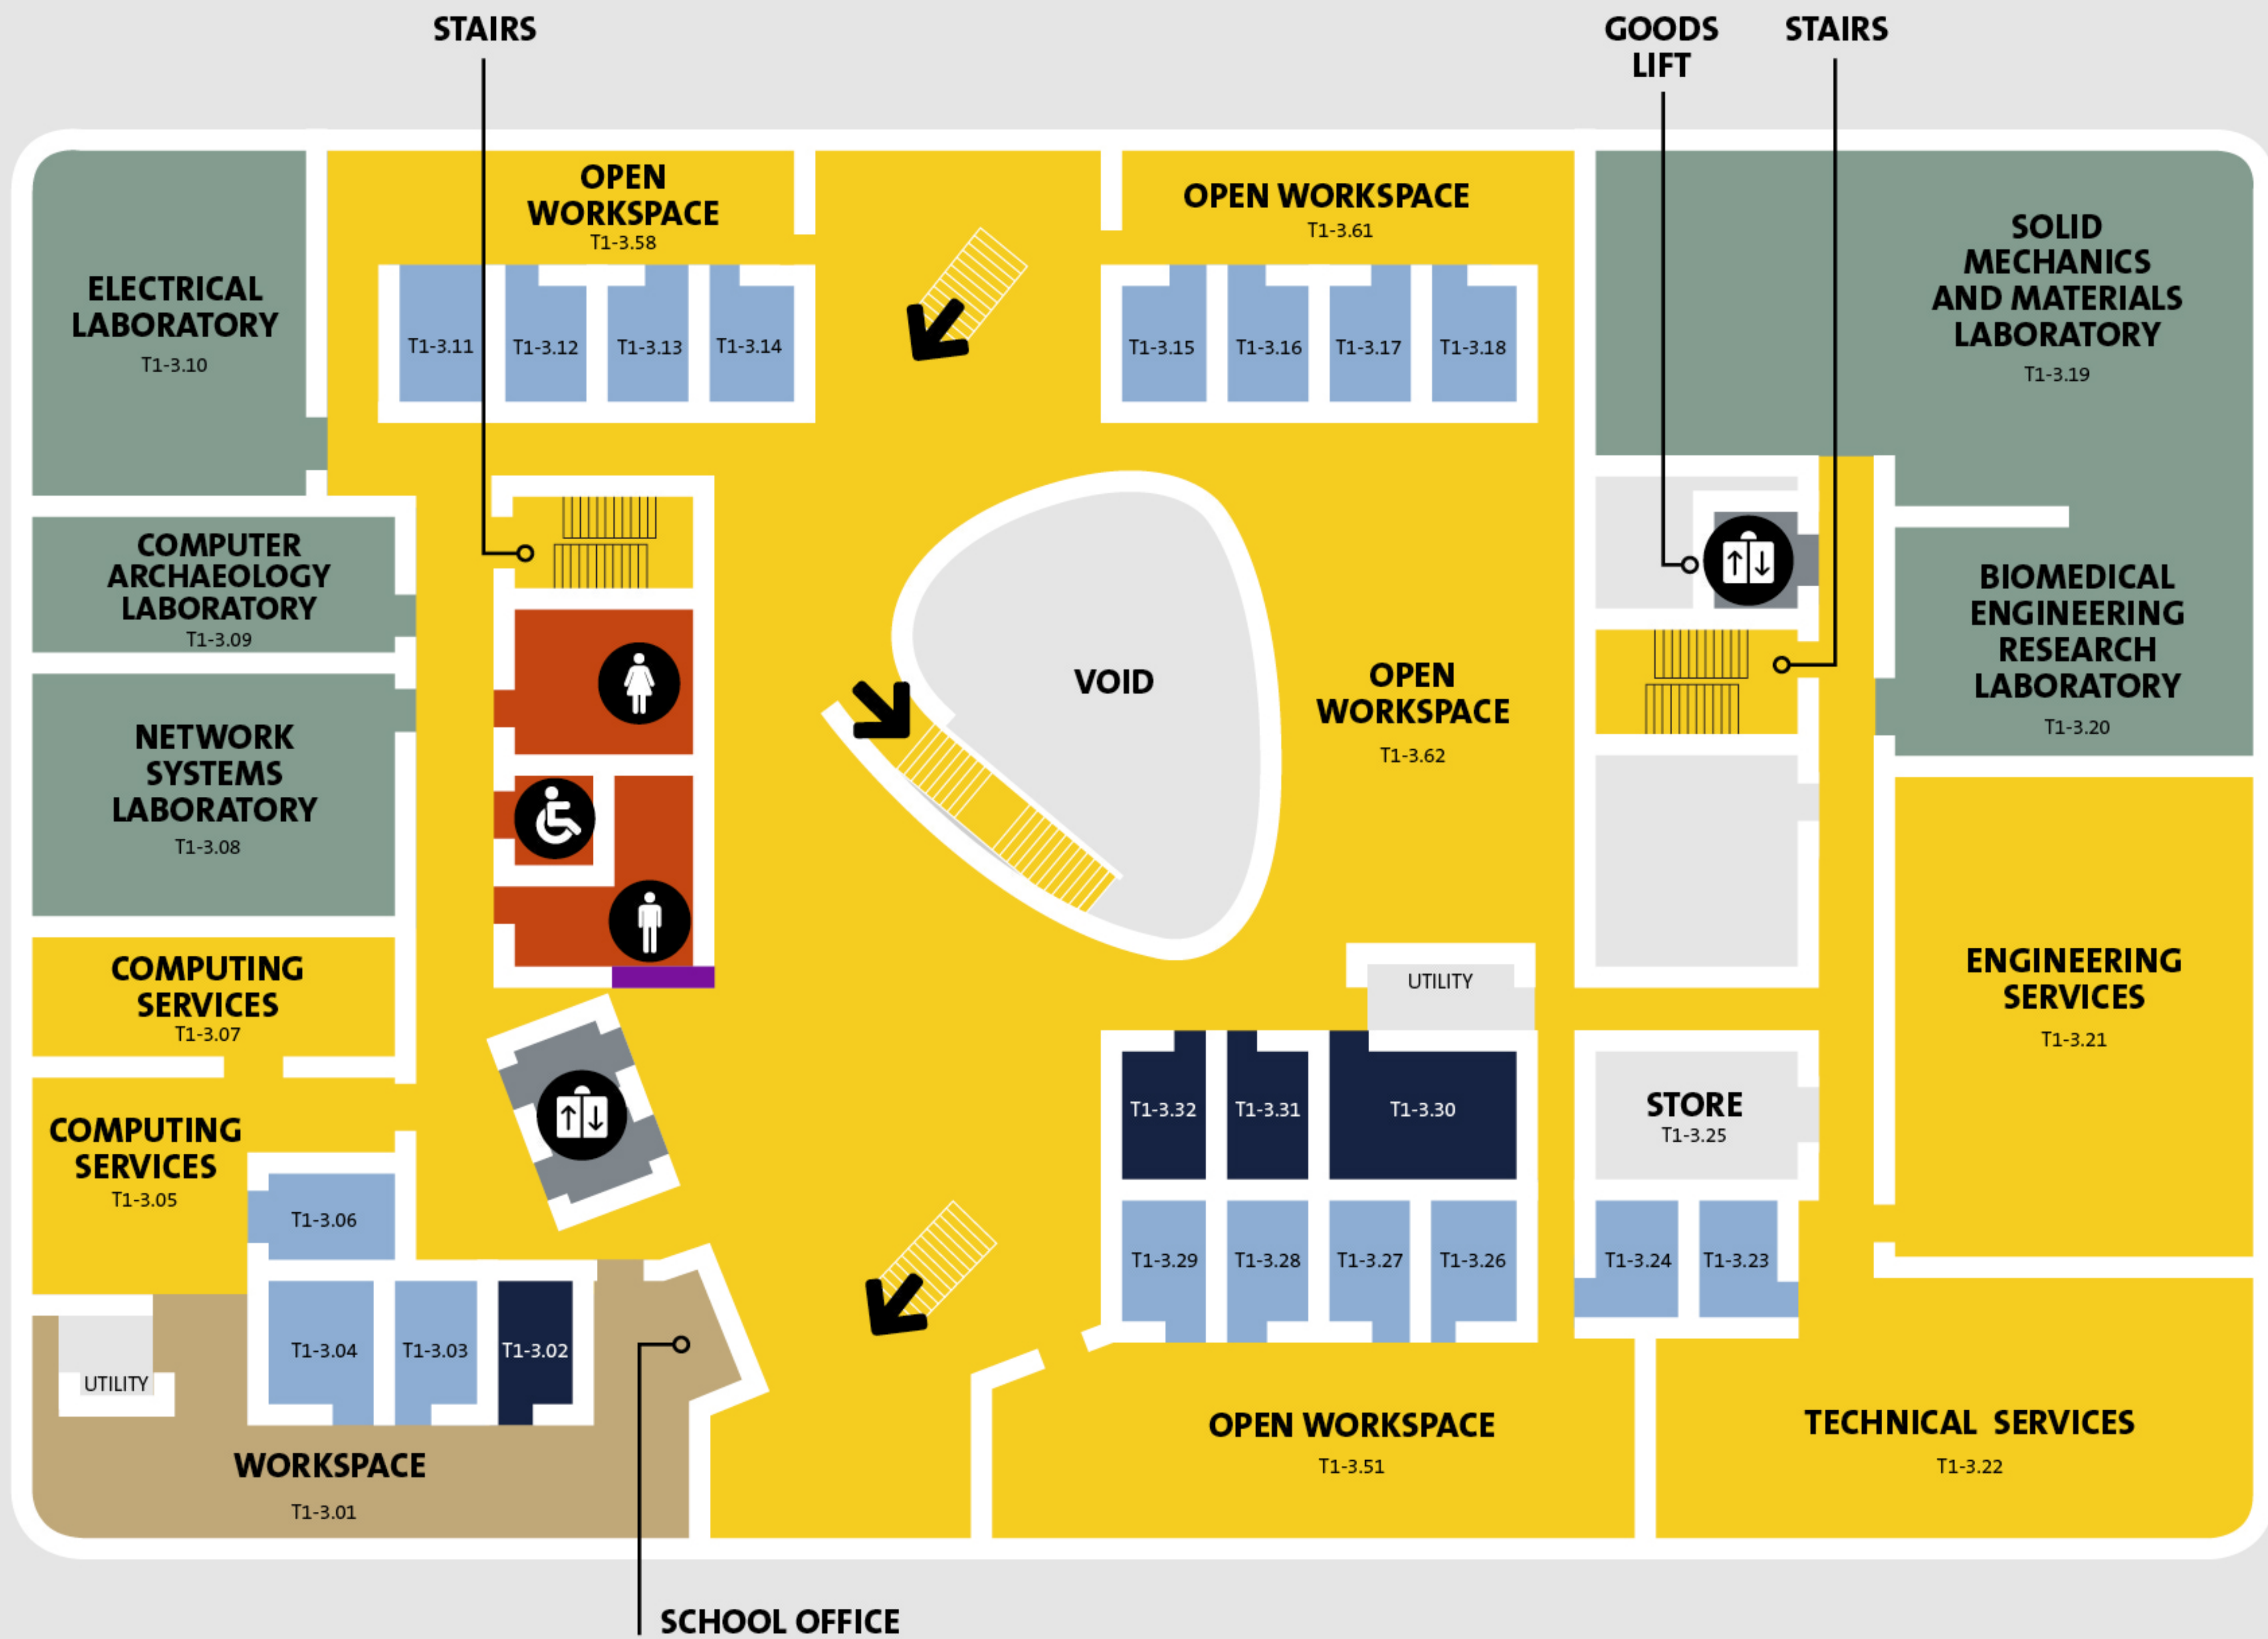 STAIRS
GOODS
LIFT
STAIRS
OPEN
WORKSPACE
T1-3.58
OPEN WORKSPACE
T1-3.61
SOLID
MECHANICS
AND MATERIALS
LABORATORY
T1-3.19
ELECTRICAL
LABORATORY
T1-3.10
T1-3.11
T1-3.12
T1-3.13
T1-3.14
T1-3.15
T1-3.16
T1-3.17
T1-3.18
COMPUTER
ARCHAEOLOGY
LABORATORY
T1-3.09
BIOMEDICAL
ENGINEERING
RESEARCH
LABORATORY
T1-3.20
VOID
OPEN
WORKSPACE
T1-3.62
NETWORK
SYSTEMS
LABORATORY
T1-3.08
COMPUTING
SERVICES
T1-3.07
UTILITY
ENGINEERING
SERVICES
T1-3.21
COMPUTING
SERVICES
T1-3.05
T1-3.32
T1-3.31
T1-3.30
STORE
T1-3.25
T1-3.06
T1-3.29
T1-3.28
T1-3.27
T1-3.26
T1-3.24
T1-3.23
T1-3.04
T1-3.03
T1-3.02
UTILITY
WORKSPACE
T1-3.01
OPEN WORKSPACE
T1-3.51
TECHNICAL SERVICES
T1-3.22
SCHOOL OFFICE